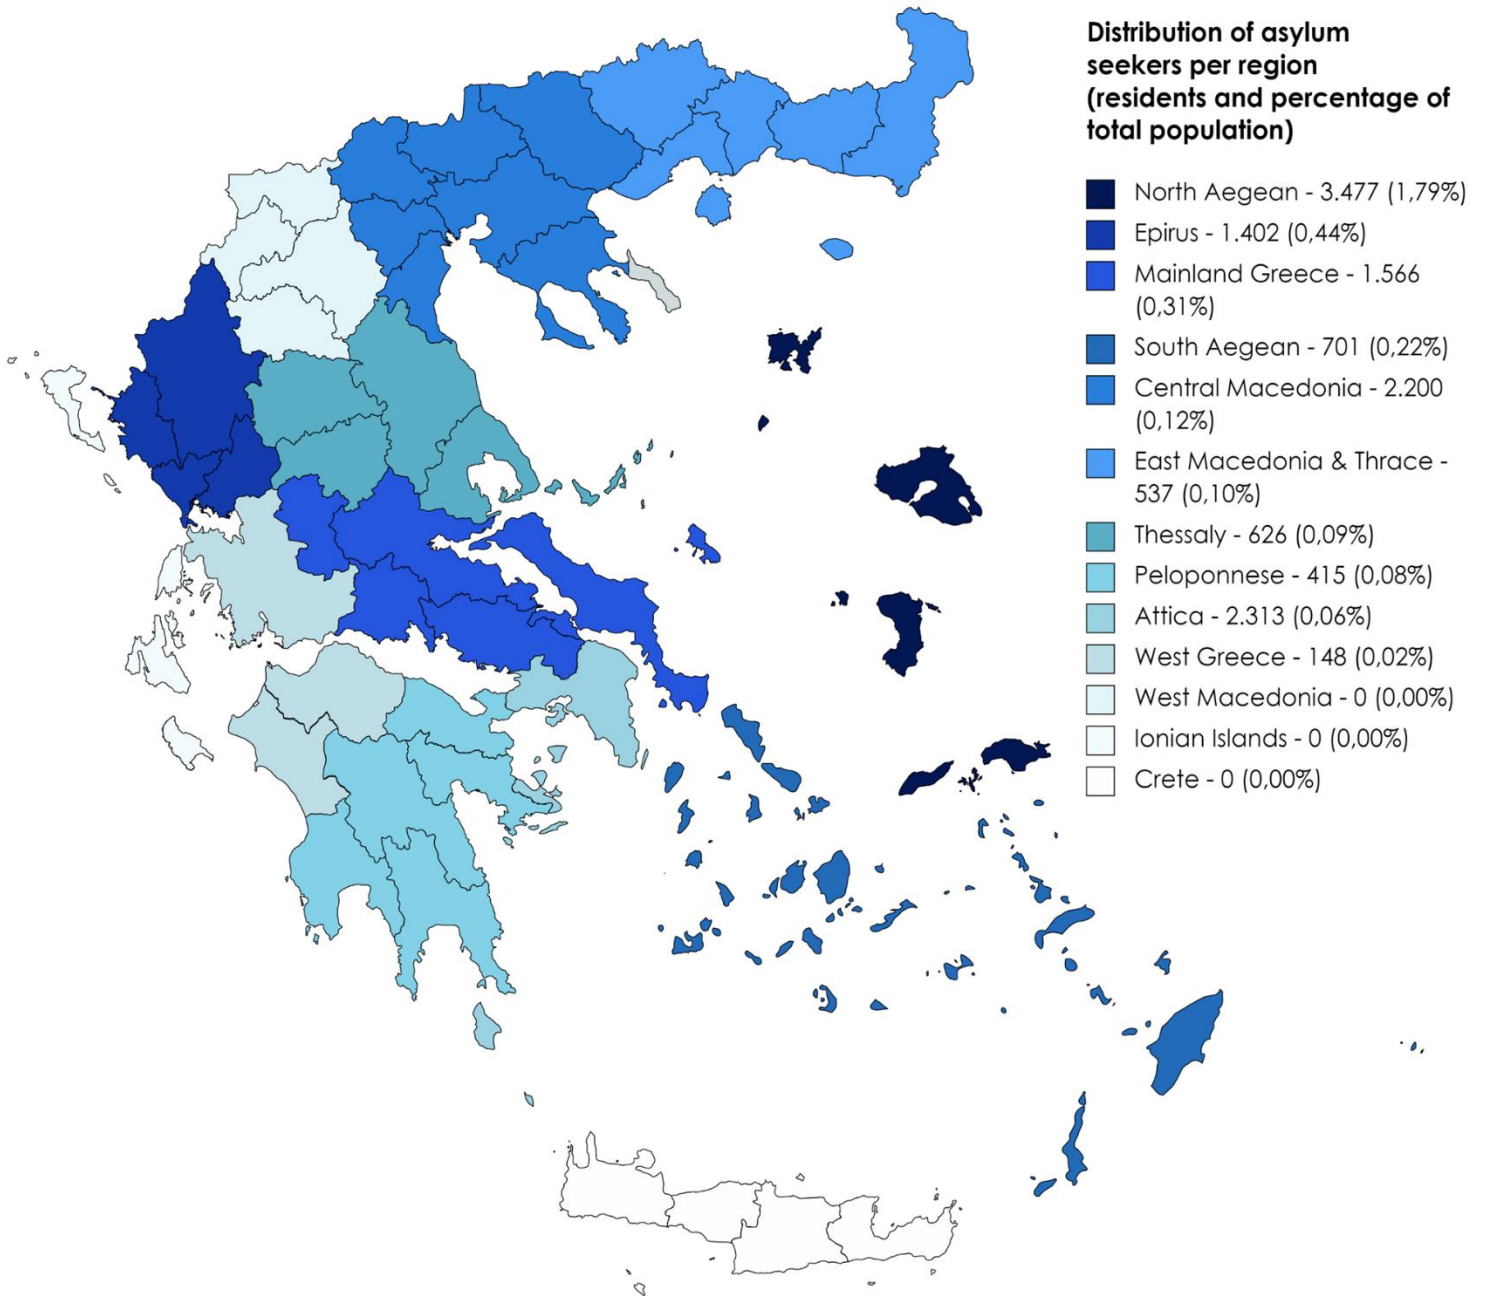 Distribution of asylum
seekers per region
(residents and percentage of
total population)
North Aegean - 3.477 (1,79%)
Epirus - 1.402 (0,44%)
Mainland Greece - 1.566
(0,31%)
South Aegean - 701 (0,22%)
Central Macedonia - 2.200
(0,12%)
East Macedonia & Thrace -
537 (0,10%)
Thessaly - 626 (0,09%)
Peloponnese - 415 (0,08%)
Attica - 2.313 (0,06%)
West Greece - 148 (0,02%)
West Macedonia - 0 (0,00%)
Ionian Islands - 0 (0,00%)
Crete - 0 (0,00%)